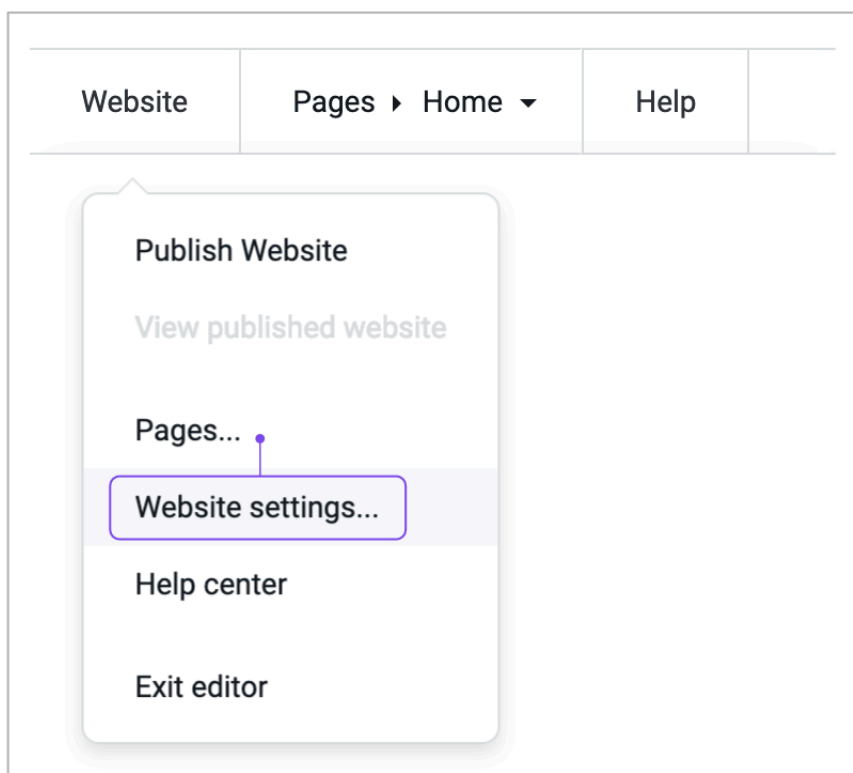 Website Pages Home Help
Publish Website
View published website
Pages...
Website settings...
Help center
Exit editor